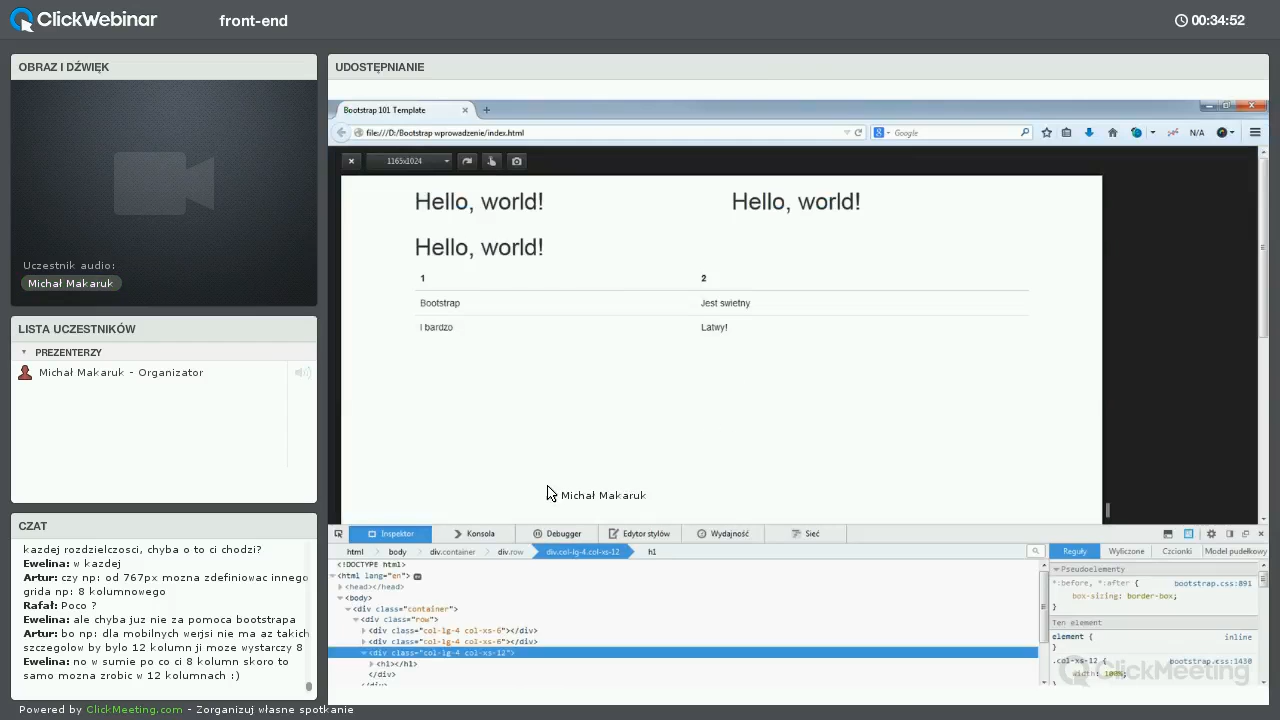 ClickWebinar
front-end
00:34:52
OBRAZ I DŹWIĘK
Uczestnik audio:
Michał Makaruk
LISTA UCZESTNIKÓW
PREZENTERZY
Michał Makaruk - Organizator
CZAT
kazdej rozdzielczosci, chyba o to ci chodzi?
Ewelina: w kazdej
Artur: czy np: od 767px mozna zdefiniowac innego
grida np: 8 kolumnowego
Rafał: Poco ?
Ewelina: ale chyba juz nie za pomoca bootstrapa
Artur: bo np: dla mobilnych werjsi nie ma az takich
szczegolow by bylo 12 kolumn ji moze wystarczy 8
Ewelina: no w sumie po co ci 8 kolumn skoro to
samo mozna zrobic w 12 kolumnach :)
Powered by ClickMeeting.com - Zorganizuj własne spotkanie
UDOSTĘPNIANIE
Bootstrap 101 Template
file:///D:/Bootstrap wprowadzenie/index.html
Google
N/A
1165x1024
Hello, world! Hello, world!
Hello, world!
1 2
Bootstrap Jest swietny
I bardzo Latwy!
Michał Makaruk
Inspektor Konsola Debugger Edytor stylów Wydajność Sieć
html body div.container div.row div.col-lg-4.col-xs-12 h1
<!DOCTYPE html>
<html lang="en">
<head></head>
<body>
<div class="container">
<div class="row">
<div class="col-lg-4 col-xs-6"></div>
<div class="col-lg-4 col-xs-6"></div>
<div class="col-lg-4 col-xs-12">
<h1></h1>
</div>
</div>
Reguły Wyliczone Czcionki Model pudełkowy
Pseudoelementy
*:before, *:after { bootstrap.css:891
box-sizing: border-box;
}
Ten element
element { inline
}
.col-xs-12 { bootstrap.css:1430
width: 100%;
ClickMeeting